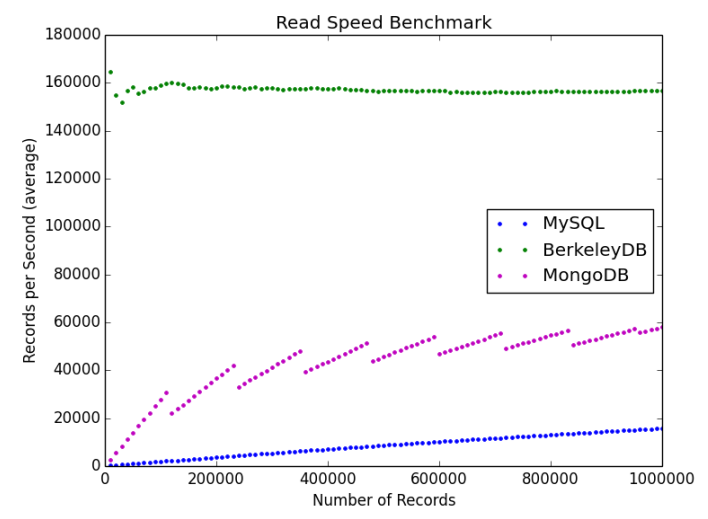 Read Speed Benchmark
180000
160000
140000
120000
100000
80000
60000
40000
20000
0
Records per Second (average)
MySQL
BerkeleyDB
MongoDB
0 200000 400000 600000 800000 1000000
Number of Records